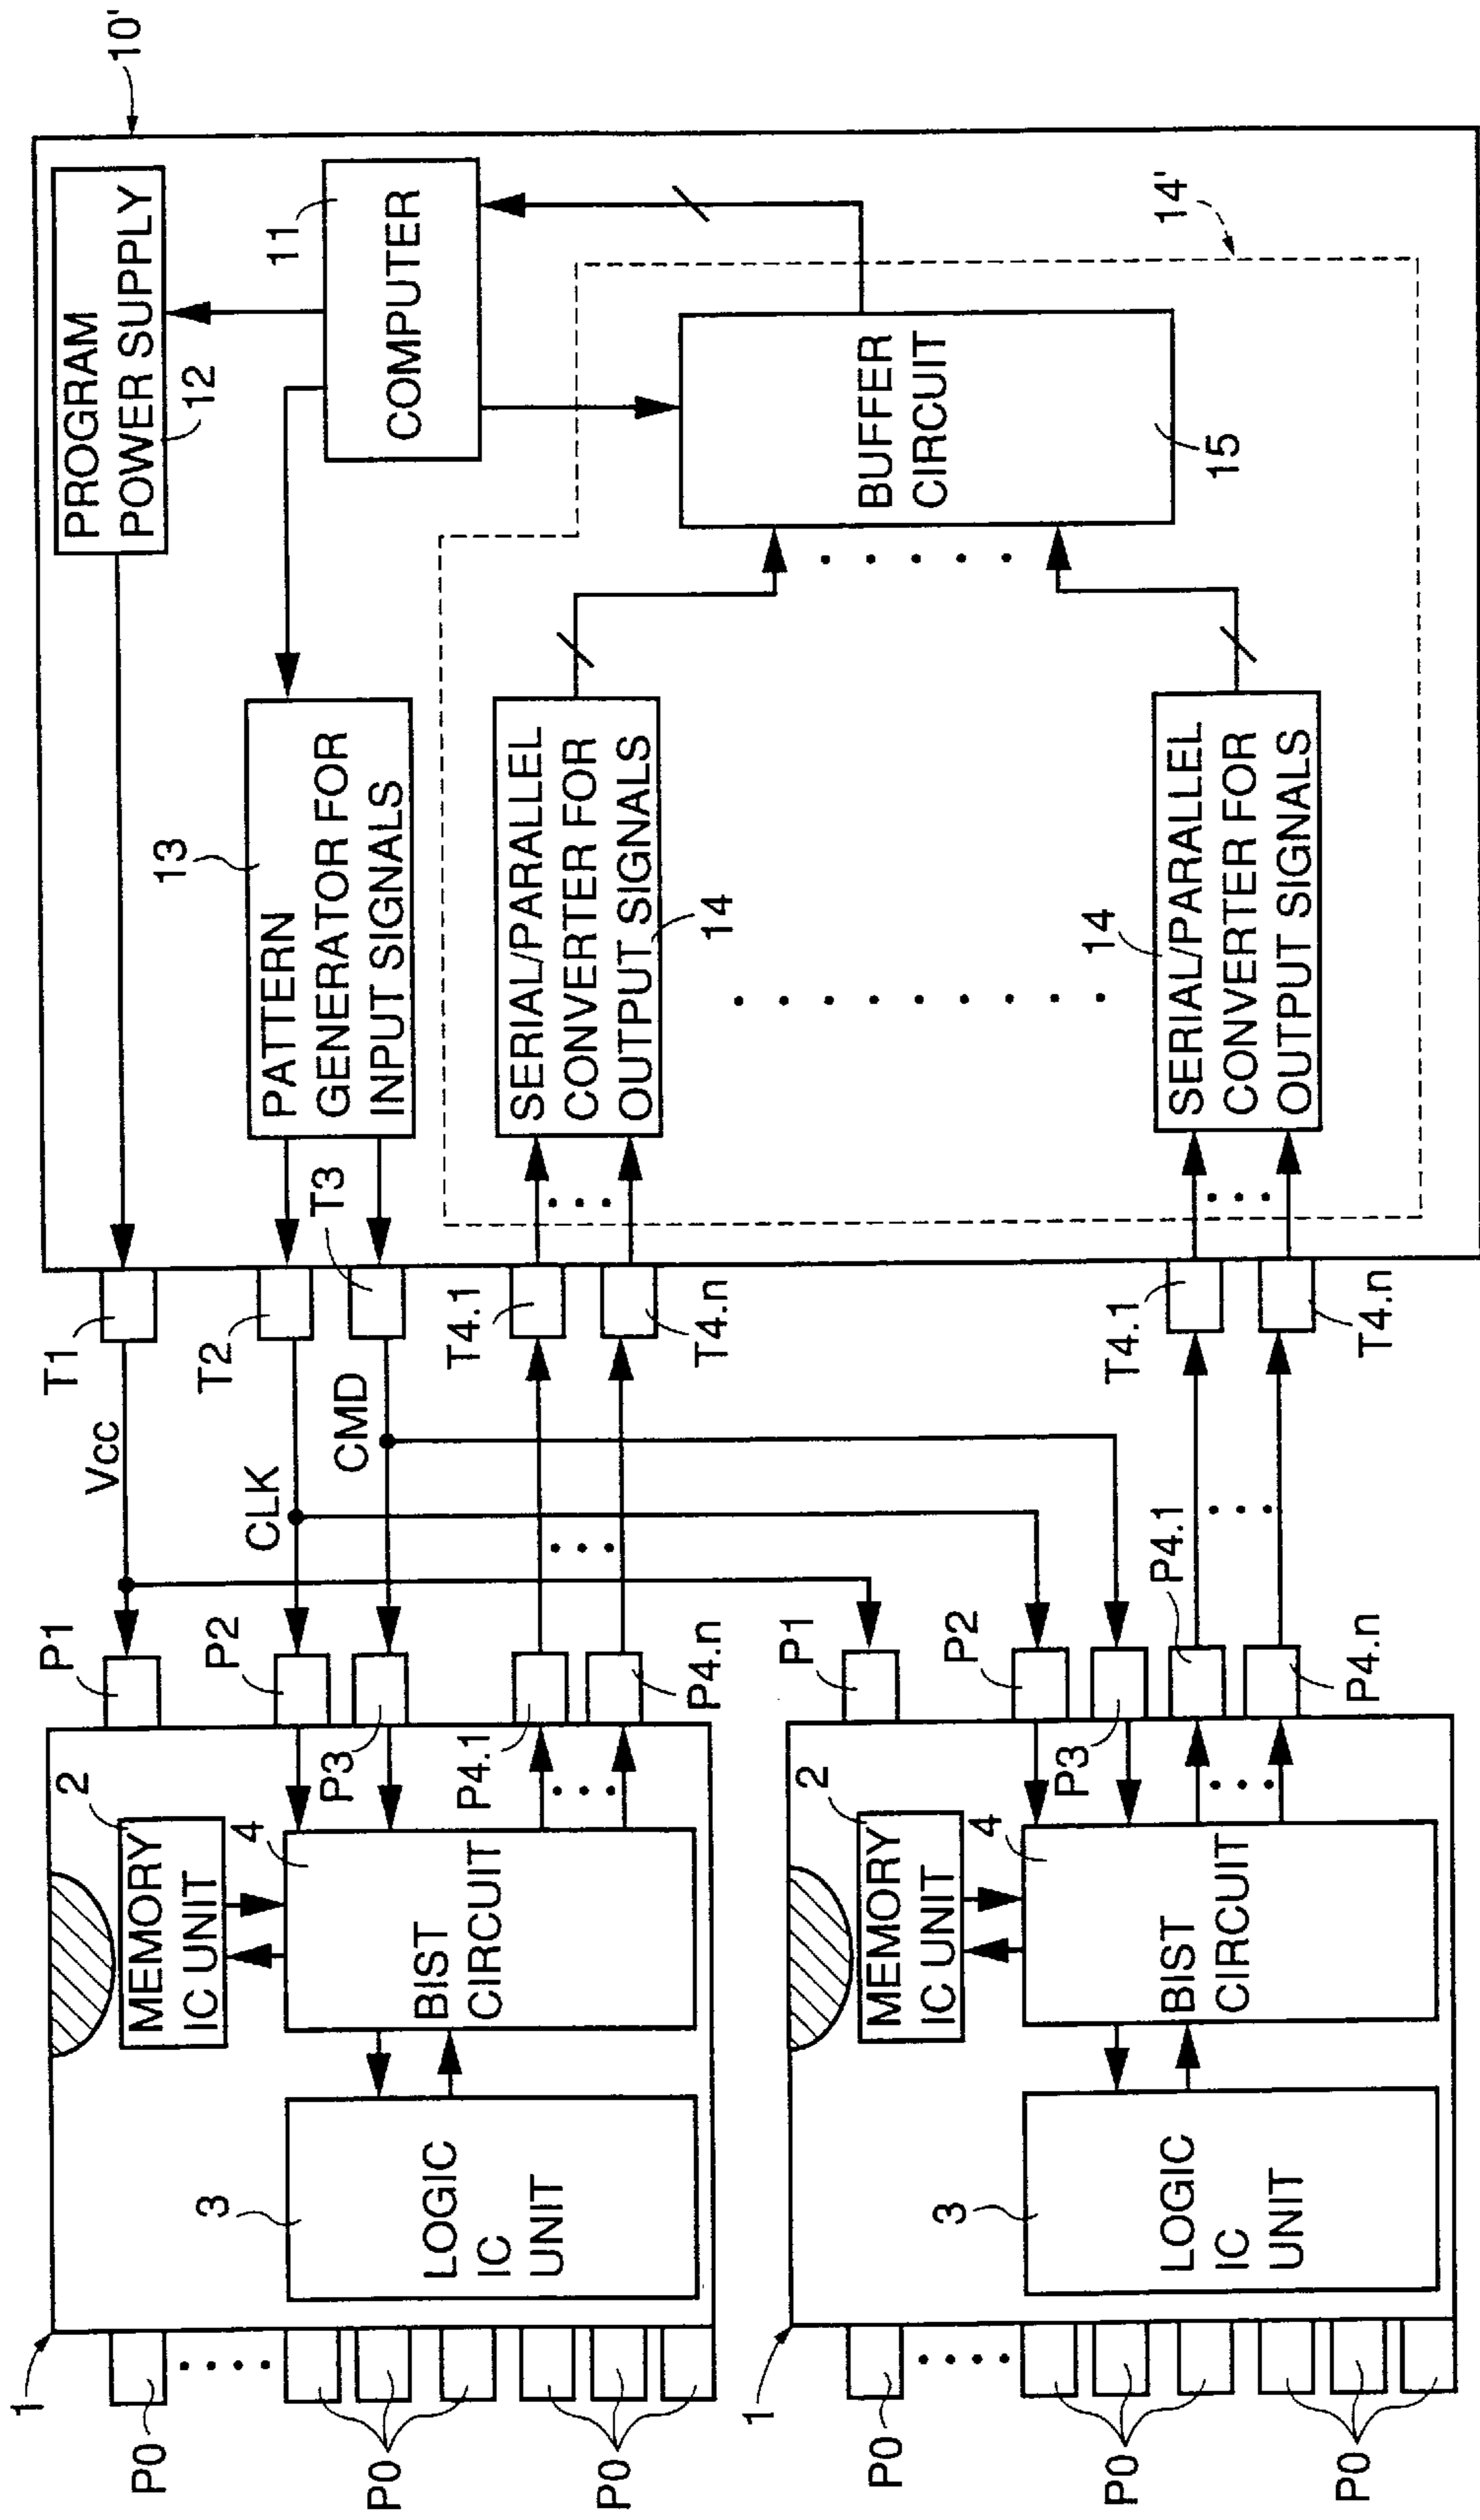 10'
PROGRAM
POWER SUPPLY
12
11
COMPUTER
14'
BUFFER
CIRCUIT
15
13
PATTERN
GENERATOR FOR
INPUT SIGNALS
SERIAL/PARALLEL
CONVERTER FOR
OUTPUT SIGNALS
14
14
SERIAL/PARALLEL
CONVERTER FOR
OUTPUT SIGNALS
T1
T2
T3
T4.1
T4.n
T4.1
T4.n
Vcc
CLK
CMD
P1
P2
P3
P4.1
P4.n
P1
P2
P3
P4.1
P4.n
1
2
MEMORY
IC UNIT
4
BIST
CIRCUIT
3
LOGIC
IC
UNIT
P0
P0
P0
1
2
MEMORY
IC UNIT
4
BIST
CIRCUIT
3
LOGIC
IC
UNIT
P0
P0
P0